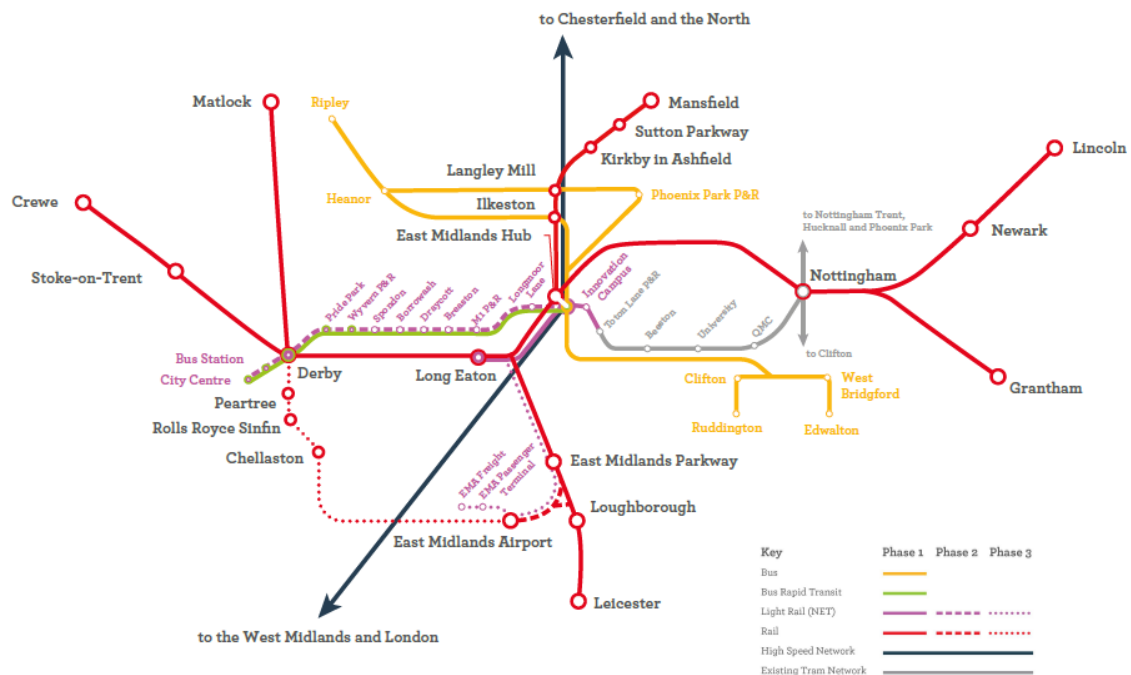 to Chesterfield and the North
Matlock
Ripley
Mansfield
Sutton Parkway
Kirkby in Ashfield
Langley Mill
Heanor
Phoenix Park P&R
Ilkeston
East Midlands Hub
Lincoln
Newark
to Nottingham Trent,
Hucknall and Phoenix Park
Nottingham
Crewe
Stoke-on-Trent
Pride Park
Wyvern P&R
Spondon
Borrowash
Draycott
Breaston
M1 P&R
Longmoor
Lane
Innovation
Campus
Toton Lane P&R
Beeston
University
QMC
to Clifton
Bus Station
City Centre
Derby
Long Eaton
Clifton
West
Bridgford
Ruddington
Edwalton
Grantham
Peartree
Rolls Royce Sinfin
Chellaston
East Midlands Parkway
EMA Freight
EMA Passenger
Terminal
Loughborough
East Midlands Airport
Leicester
to the West Midlands and London
Key Phase 1 Phase 2 Phase 3
Bus
Bus Rapid Transit
Light Rail (NET)
Rail
High Speed Network
Existing Tram Network